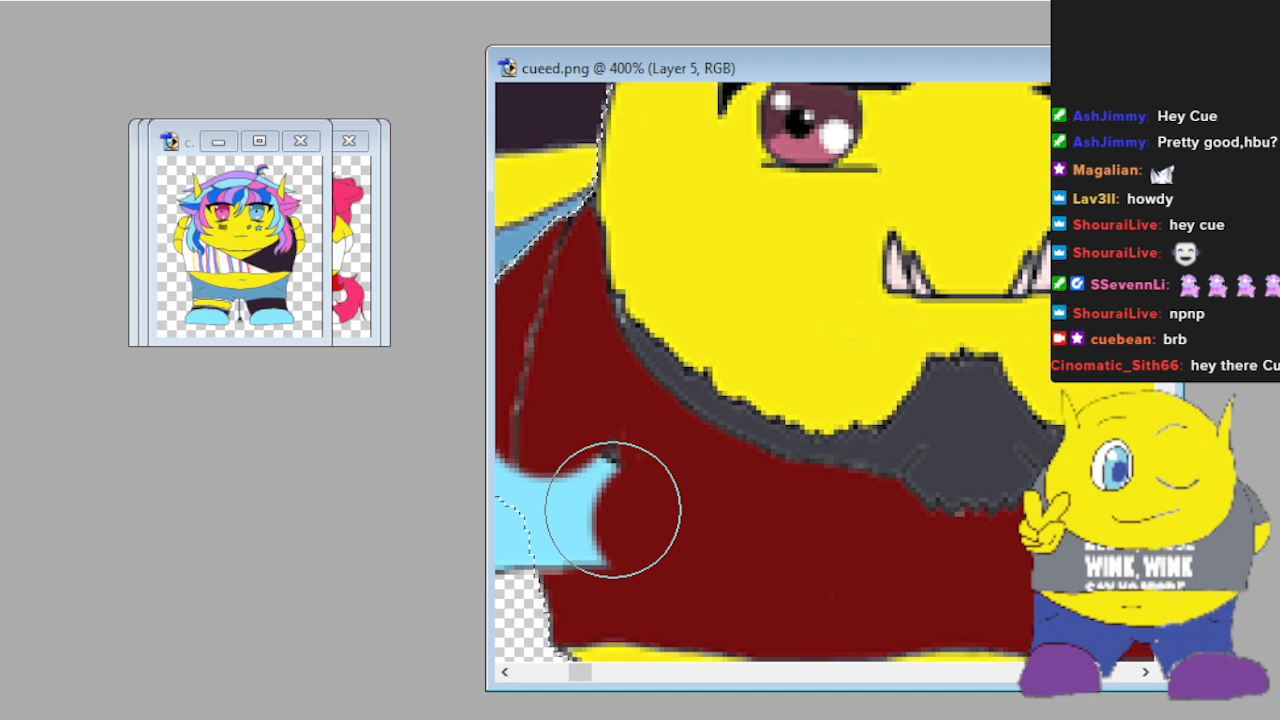 cueed.png @ 400% (Layer 5, RGB)
c.
AshJimmy: Hey Cue
AshJimmy: Pretty good,hbu?
Magalian:
Lav3ll: howdy
ShouraiLive: hey cue
ShouraiLive:
SSevennLi:
ShouraiLive: npnp
cuebean: brb
Cinomatic_Sith66: hey there Cu
WINK, WINK